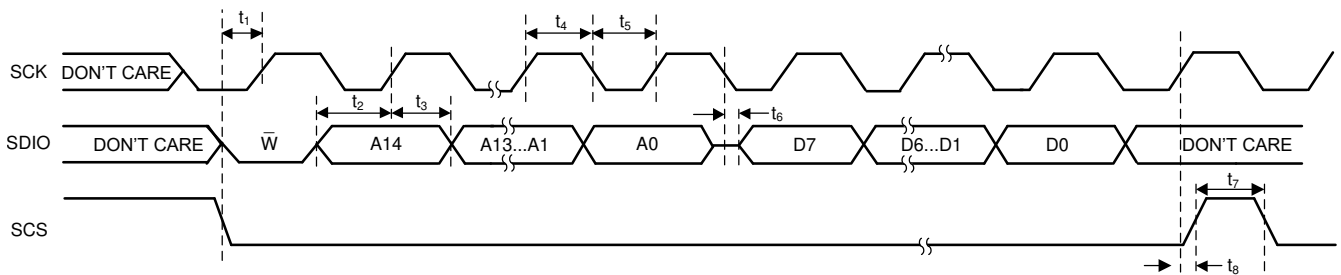 t1 t4 t5
SCK DON'T CARE
t2 t3 t6
SDIO DON'T CARE W̅ A14 A13...A1 A0 D7 D6...D1 D0 DON'T CARE
t7
SCS
t8